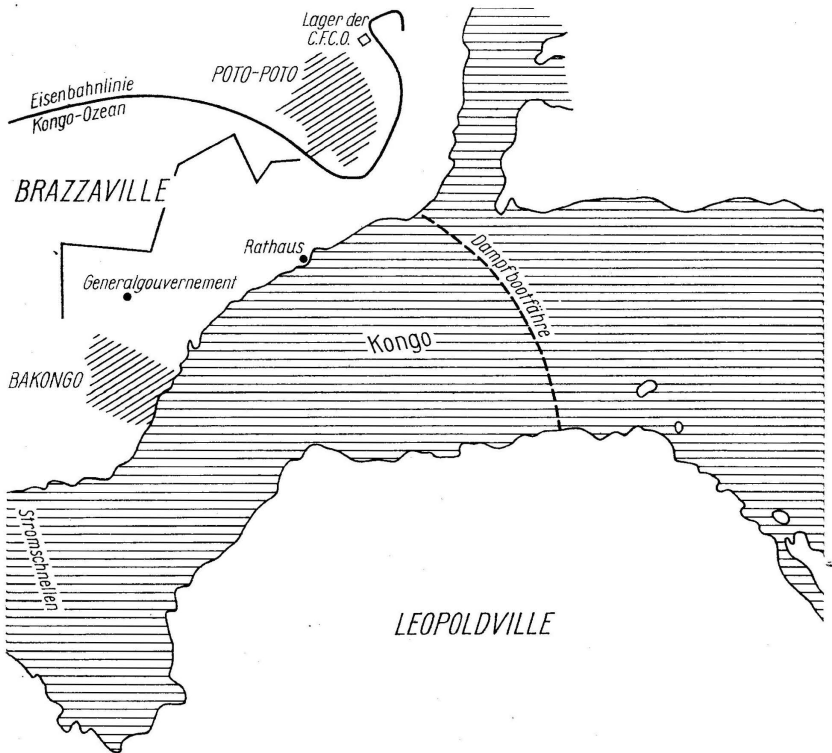 Lager der
C.F.C.O.
POTO-POTO
Eisenbahnlinie
Kongo-Ozean
BRAZZAVILLE
Rathaus
Dampfbootfähre
Generalgouvernement
Kongo
BAKONGO
Stromschnellen
LEOPOLDVILLE